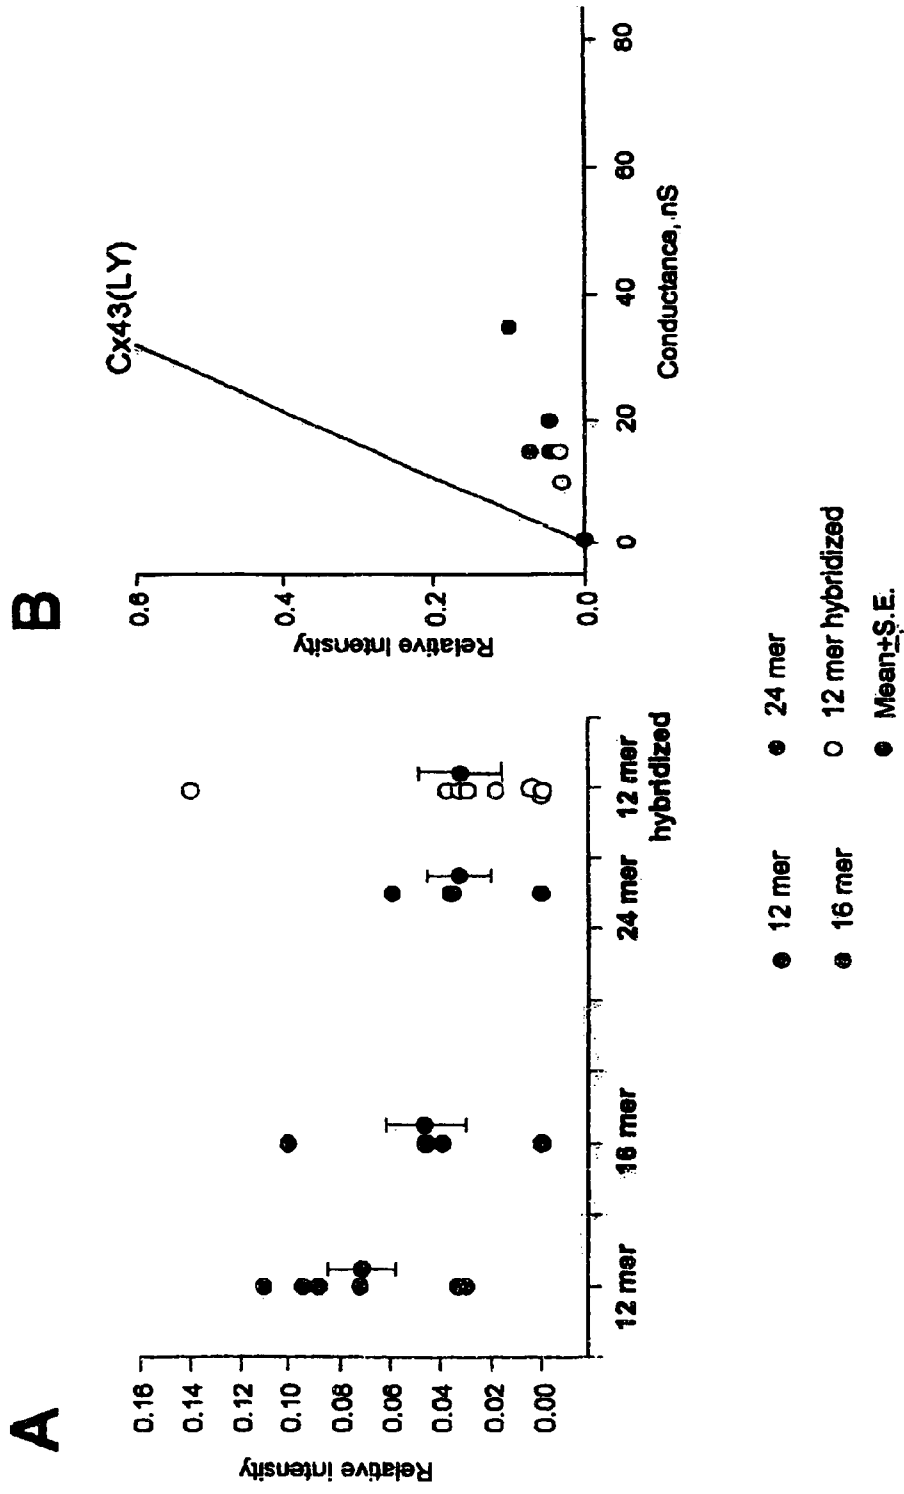 A
Relative intensity
0.16
0.14
0.12
0.10
0.08
0.06
0.04
0.02
0.00
12 mer
16 mer
24 mer
12 mer
hybridized
B
Relative Intensity
0.6
0.4
0.2
0.0
Cx43(LY)
0
20
40
60
80
Conductance, nS
12 mer
24 mer
16 mer
12 mer hybridized
Mean±S.E.